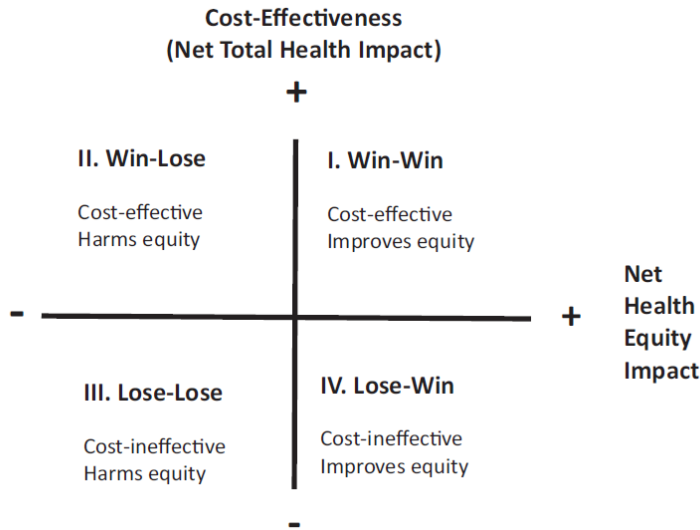 Cost-Effectiveness
(Net Total Health Impact)
+
II. Win-Lose
Cost-effective
Harms equity
I. Win-Win
Cost-effective
Improves equity
-
+
Net
Health
Equity
Impact
III. Lose-Lose
Cost-ineffective
Harms equity
IV. Lose-Win
Cost-ineffective
Improves equity
-